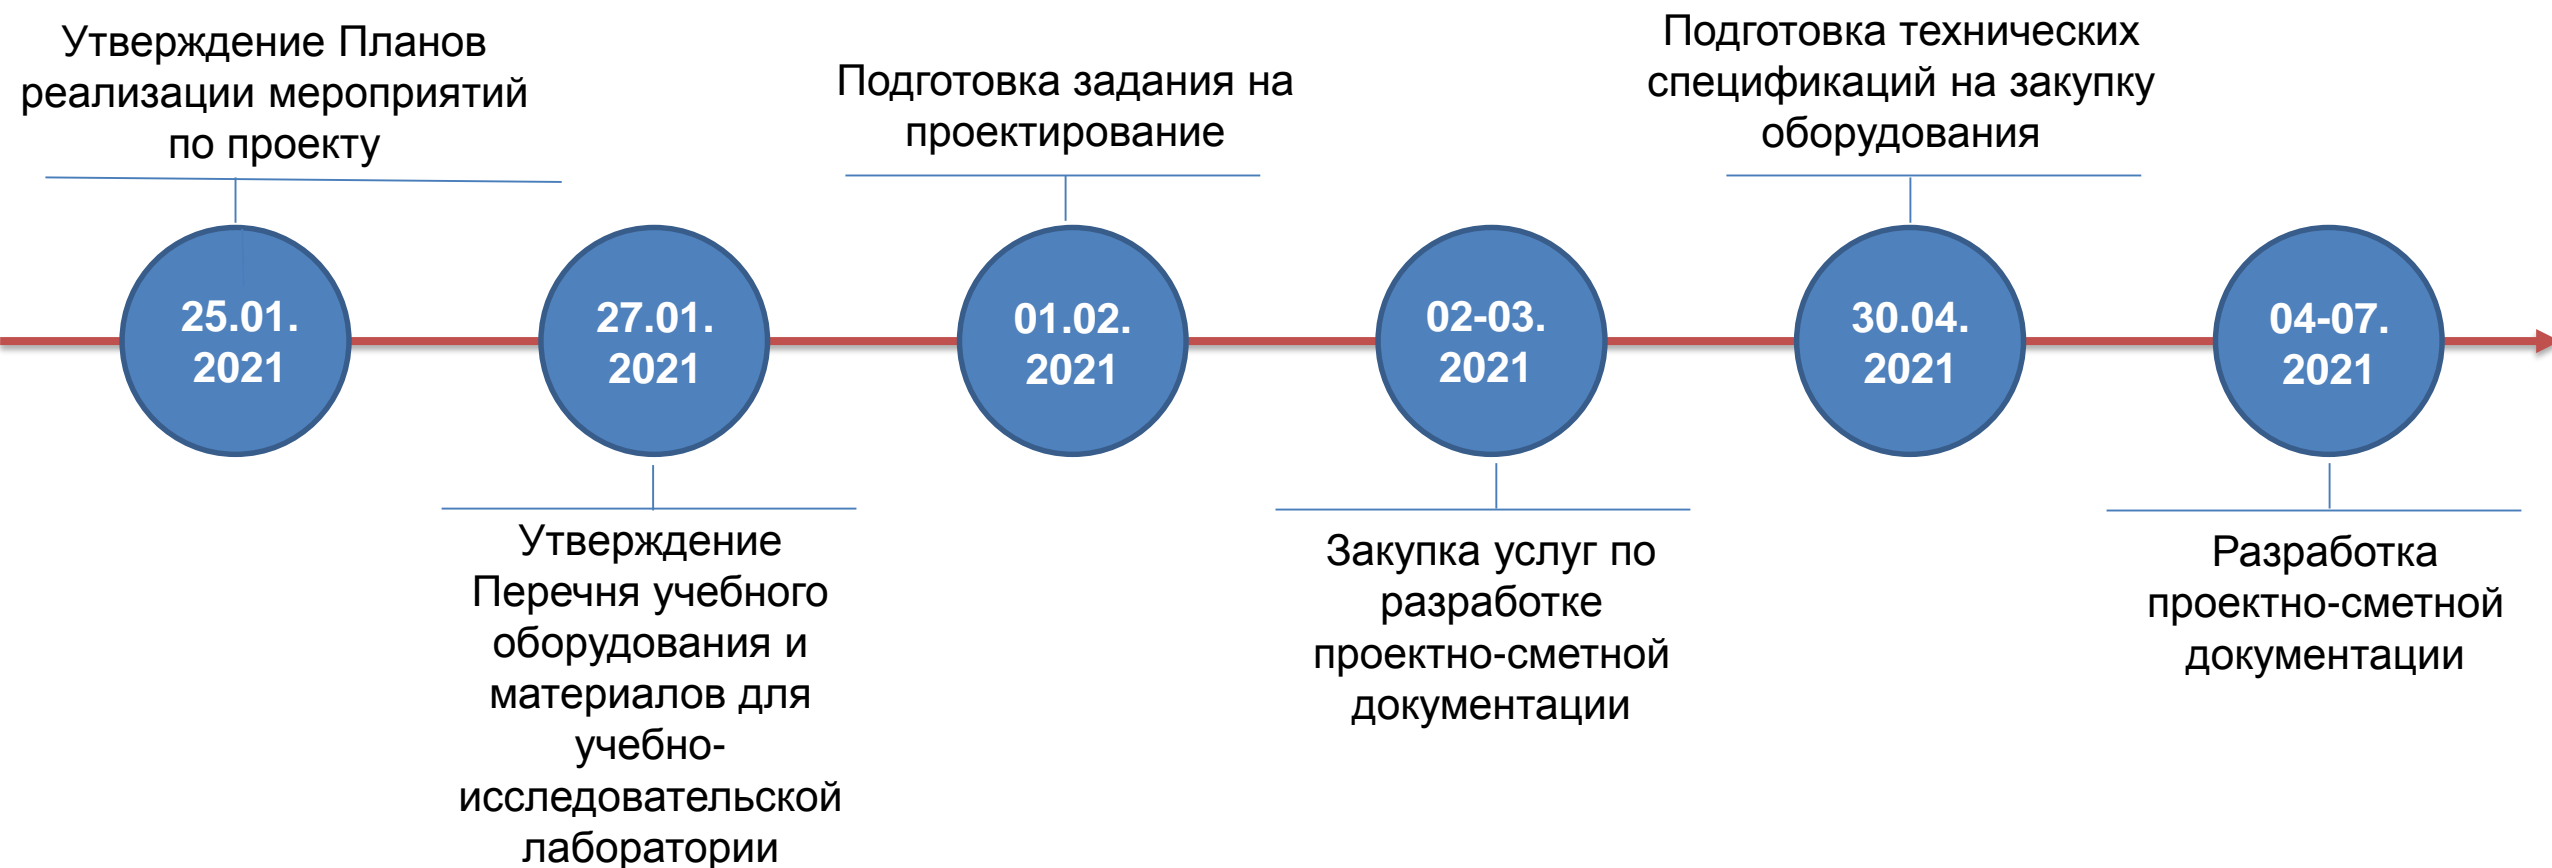 Утверждение Планов
реализации мероприятий
по проекту
Подготовка задания на
проектирование
Подготовка технических
спецификаций на закупку
оборудования
25.01.
2021
27.01.
2021
01.02.
2021
02-03.
2021
30.04.
2021
04-07.
2021
Утверждение
Перечня учебного
оборудования и
материалов для
учебно-
исследовательской
лаборатории
Закупка услуг по
разработке
проектно-сметной
документации
Разработка
проектно-сметной
документации